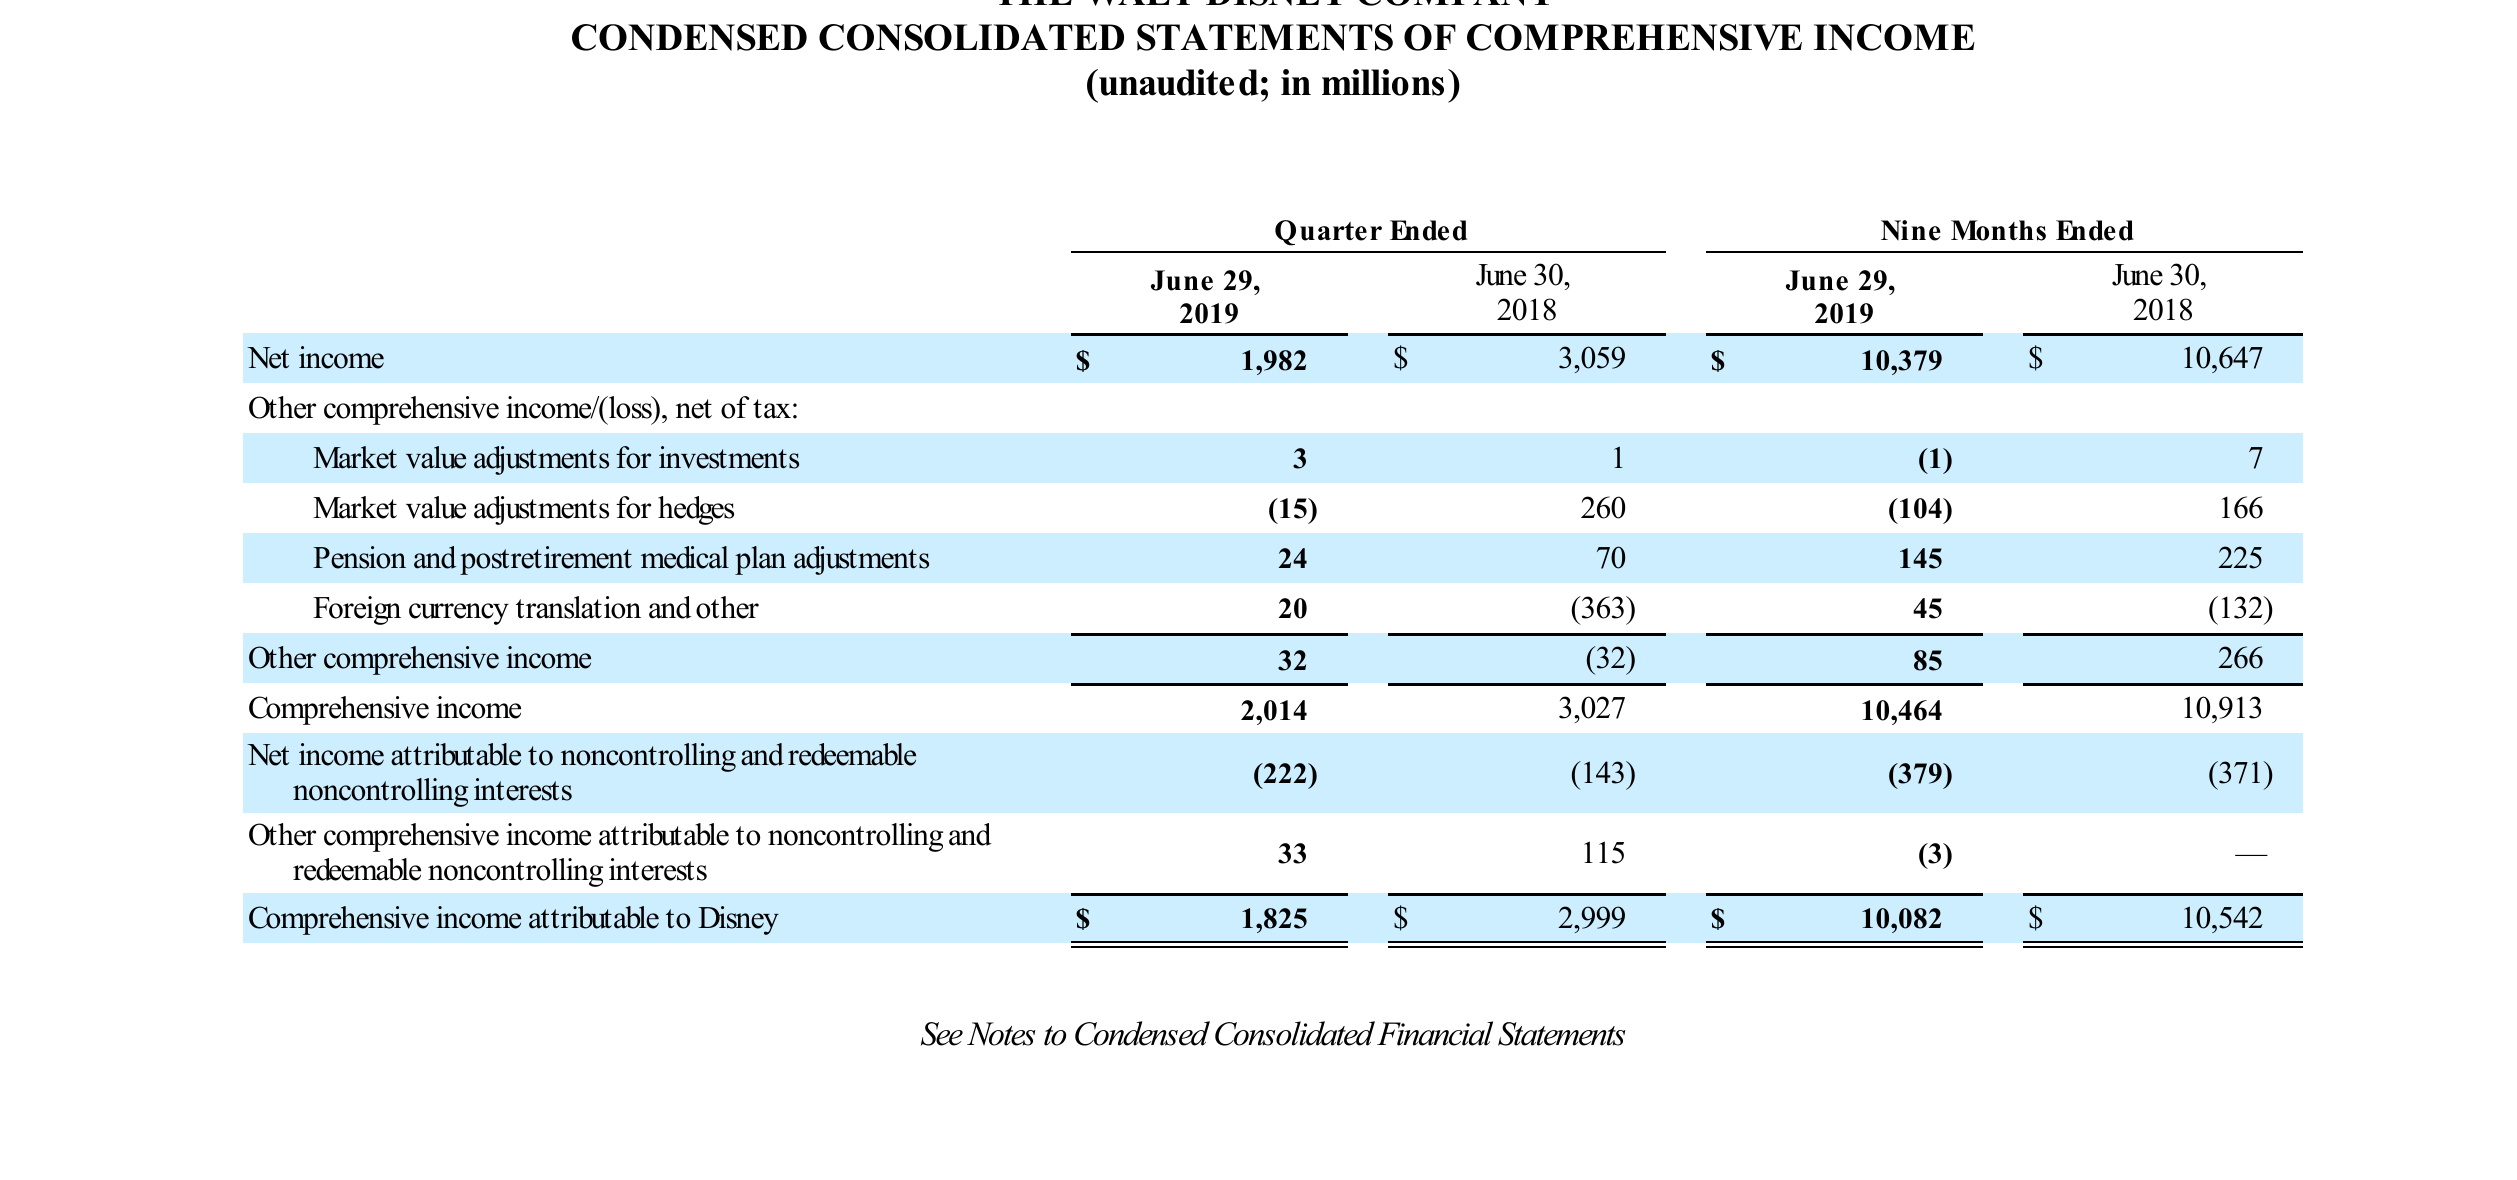 THE WALT DISNEY COMPANY
CONDENSED CONSOLIDATED STATEMENTS OF COMPREHENSIVE INCOME
(unaudited; in millions)
Quarter Ended Nine Months Ended
June 29, 2019 June 30, 2018 June 29, 2019 June 30, 2018
Net income $ 1,982 $ 3,059 $ 10,379 $ 10,647
Other comprehensive income/(loss), net of tax:
Market value adjustments for investments 3 1 (1) 7
Market value adjustments for hedges (15) 260 (104) 166
Pension and postretirement medical plan adjustments 24 70 145 225
Foreign currency translation and other 20 (363) 45 (132)
Other comprehensive income 32 (32) 85 266
Comprehensive income 2,014 3,027 10,464 10,913
Net income attributable to noncontrolling and redeemable
noncontrolling interests (222) (143) (379) (371)
Other comprehensive income attributable to noncontrolling and
redeemable noncontrolling interests 33 115 (3) —
Comprehensive income attributable to Disney $ 1,825 $ 2,999 $ 10,082 $ 10,542
See Notes to Condensed Consolidated Financial Statements